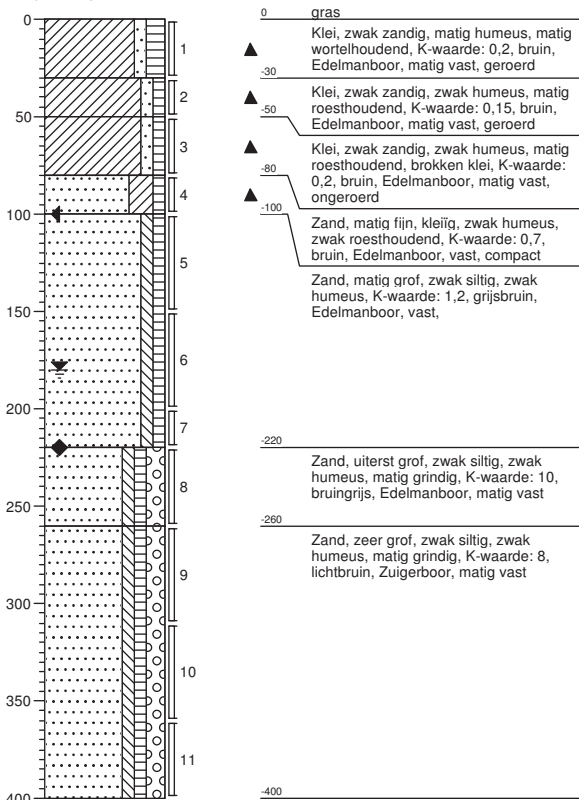 0
50
100
150
200
250
300
350
400
1
2
3
4
5
6
7
8
9
10
11
0 gras
Klei, zwak zandig, matig humeus, matig
wortelhoudend, K-waarde: 0,2, bruin,
Edelmanboor, matig vast, geroerd
-30
Klei, zwak zandig, zwak humeus, matig
roesthoudend, K-waarde: 0,15, bruin,
Edelmanboor, matig vast, geroerd
-50
Klei, zwak zandig, zwak humeus, matig
roesthoudend, brokken klei, K-waarde:
0,2, bruin, Edelmanboor, matig vast,
ongeroerd
-80
Zand, matig fijn, kleiïg, zwak humeus,
zwak roesthoudend, K-waarde: 0,7,
bruin, Edelmanboor, vast, compact
-100
Zand, matig grof, zwak siltig, zwak
humeus, K-waarde: 1,2, grijsbruin,
Edelmanboor, vast,
-220
Zand, uiterst grof, zwak siltig, zwak
humeus, matig grindig, K-waarde: 10,
bruingrijs, Edelmanboor, matig vast
-260
Zand, zeer grof, zwak siltig, zwak
humeus, matig grindig, K-waarde: 8,
lichtbruin, Zuigerboor, matig vast
-400